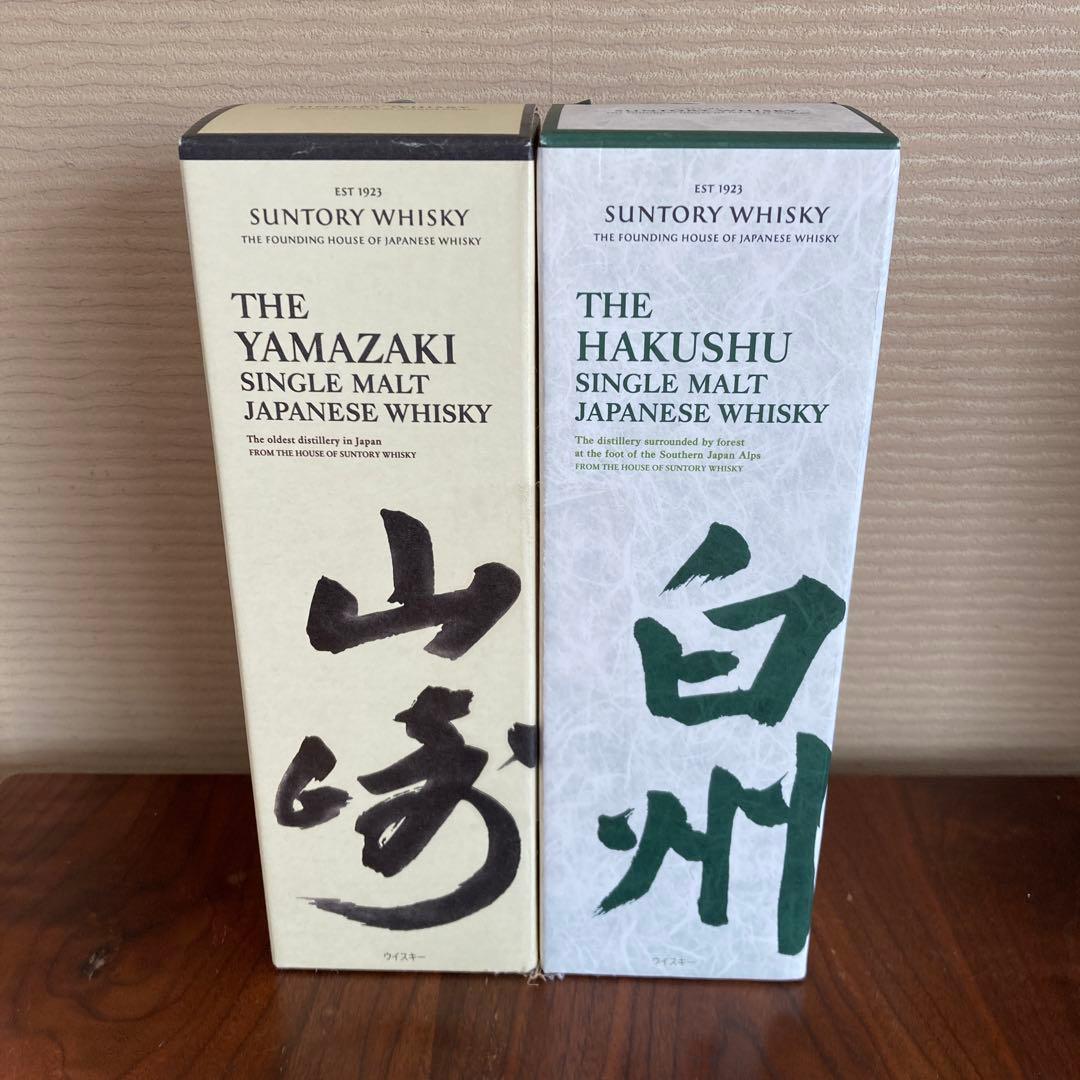 SUNTORY WHISKY
EST 1923
SUNTORY WHISKY
THE FOUNDING HOUSE OF JAPANESE WHISKY
THE
YAMAZAKI
SINGLE MALT
JAPANESE WHISKY
The oldest distillery in Japan
FROM THE HOUSE OF SUNTORY WHISKY
山
崎
ウイスキー
SUNTORY WHISKY
EST 1923
SUNTORY WHISKY
THE FOUNDING HOUSE OF JAPANESE WHISKY
THE
HAKUSHU
SINGLE MALT
JAPANESE WHISKY
The distillery surrounded by forest
at the foot of the Southern Japan Alps
FROM THE HOUSE OF SUNTORY WHISKY
白
州
ウイスキー